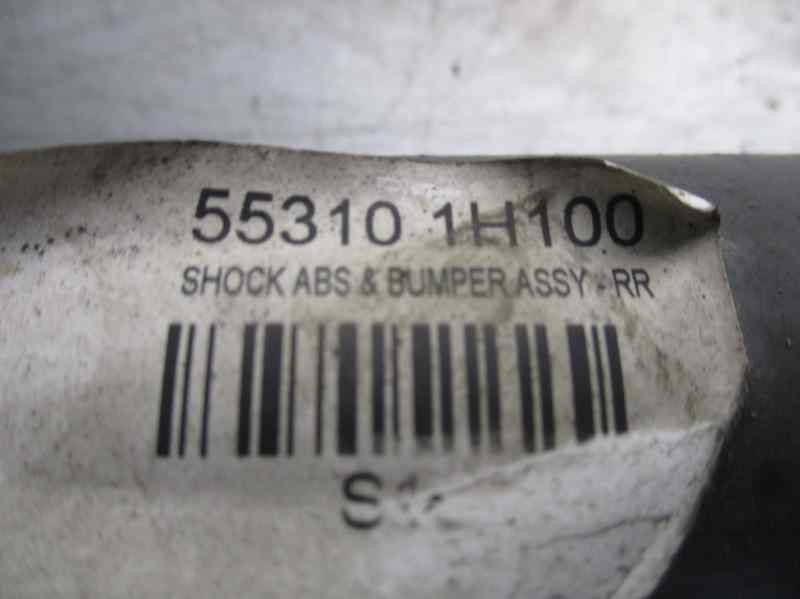 55310 1H100
SHOCK ABS & BUMPER ASSY - RR